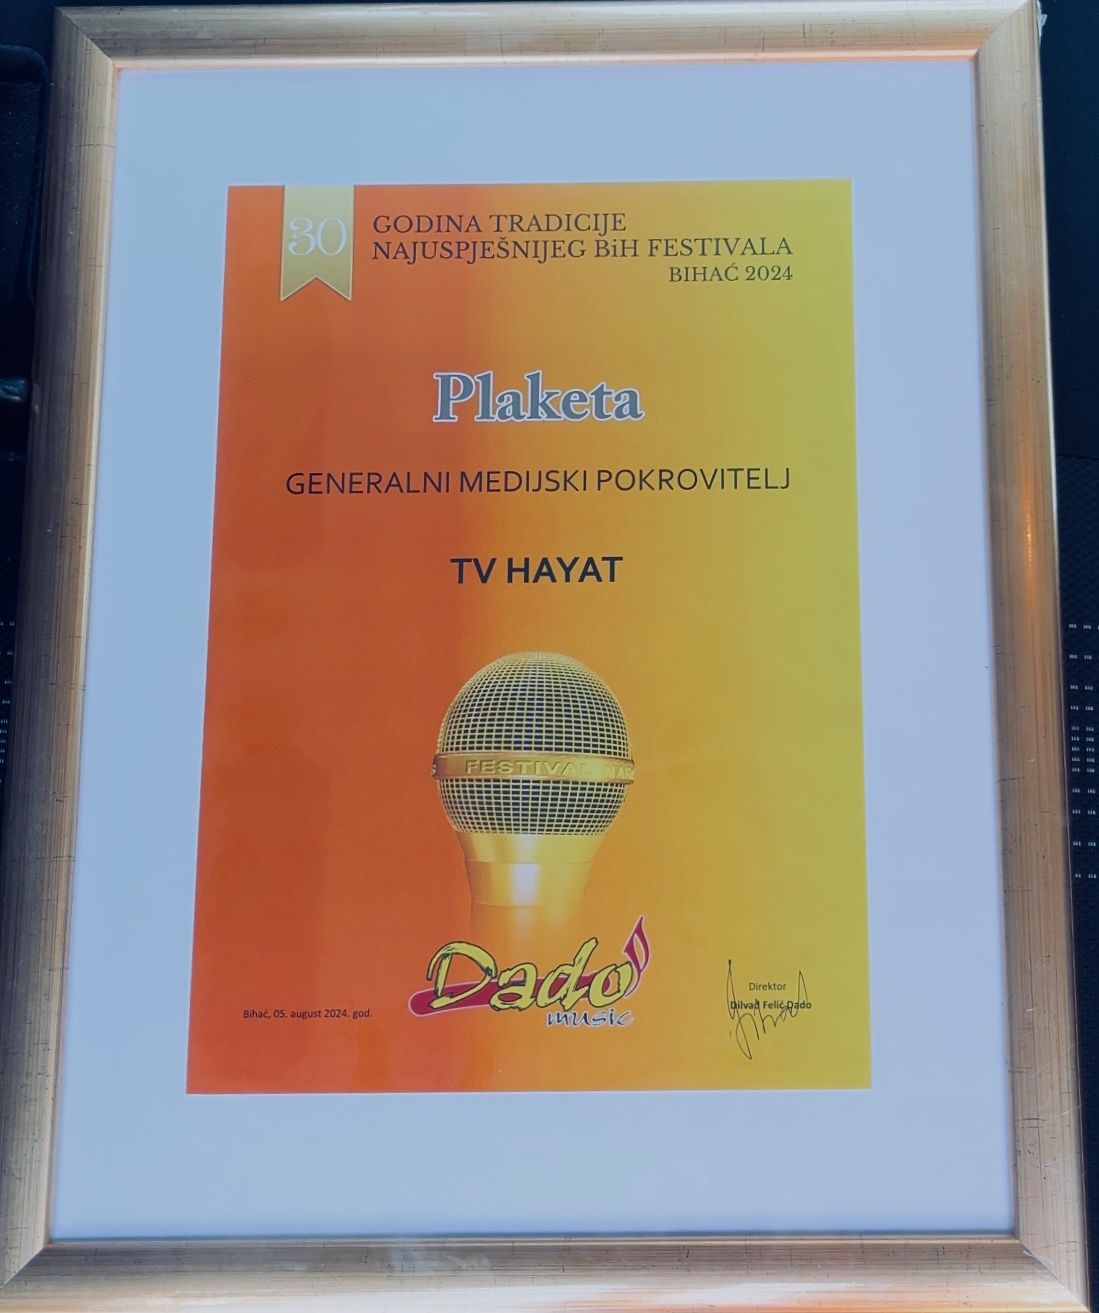 30
GODINA TRADICIJE
NAJUSPJEŠNIJEG BiH FESTIVALA
BIHAĆ 2024
Plaketa
GENERALNI MEDIJSKI POKROVITELJ
TV HAYAT
FESTIVAL
Dado
music
Bihać, 05. august 2024. god.
Direktor
Dilvad Felić Dado